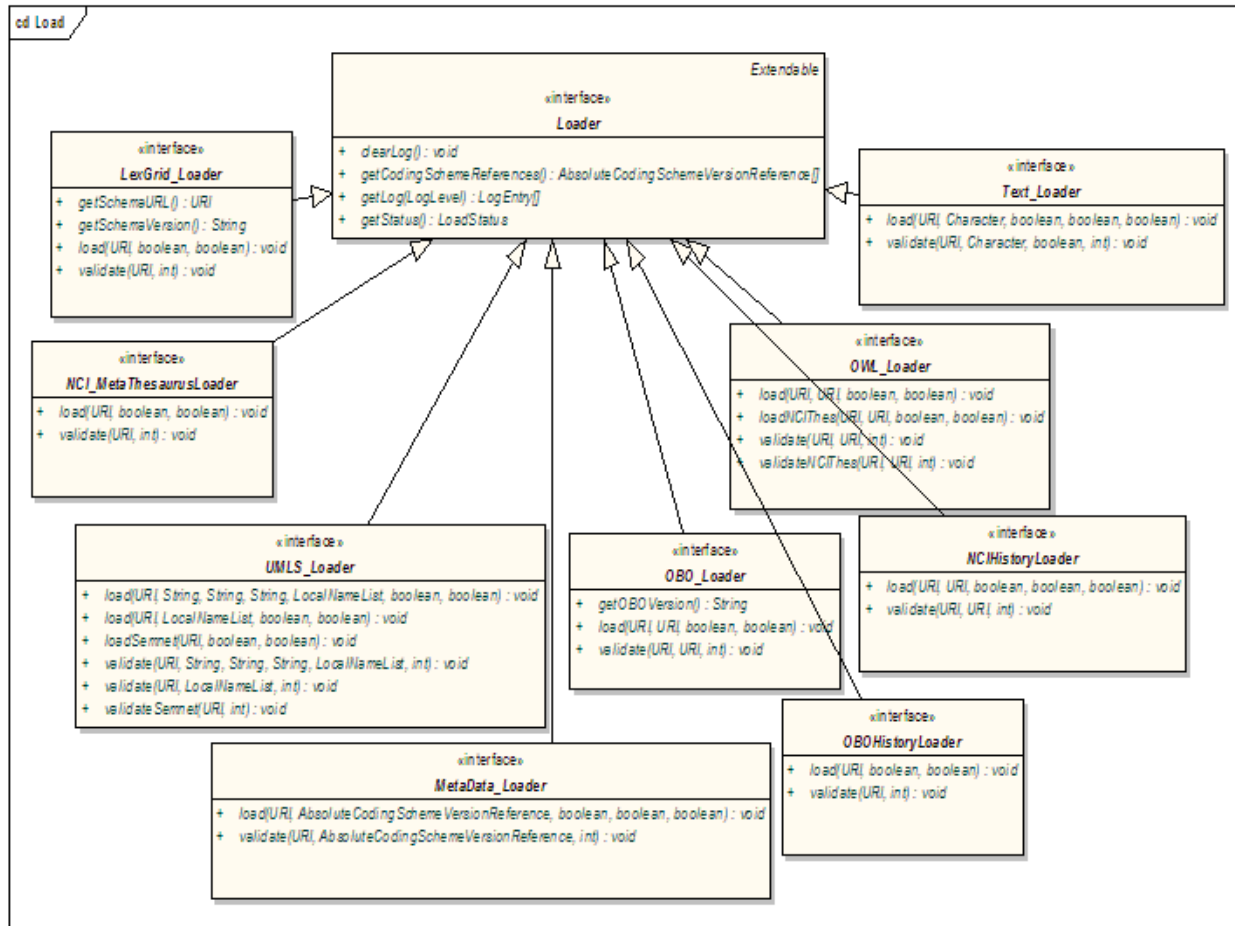 cd Load
Extendable
«interface»
Loader
+ clearLog() : void
+ getCodingSchemeReferences() : AbsoluteCodingSchemeVersionReference[]
+ getLog(LogLevel) : LogEntry[]
+ getStatus() : LoadStatus
«interface»
LexGrid_Loader
+ getSchemaURL() : URI
+ getSchemaVersion() : String
+ load(URI, boolean, boolean) : void
+ validate(URI, int) : void
«interface»
Text_Loader
+ load(URI, Character, boolean, boolean, boolean) : void
+ validate(URI, Character, boolean, int) : void
«interface»
NCI_MetaThesaurusLoader
+ load(URI, boolean, boolean) : void
+ validate(URI, int) : void
«interface»
OWL_Loader
+ load(URI, URI, boolean, boolean) : void
+ loadNCIThes(URI, URI, boolean, boolean) : void
+ validate(URI, URI, int) : void
+ validateNCIThes(URI, URI, int) : void
«interface»
UMLS_Loader
+ load(URI, String, String, String, LocalNameList, boolean, boolean) : void
+ load(URI, LocalNameList, boolean, boolean) : void
+ loadSemnet(URI, boolean, boolean) : void
+ validate(URI, String, String, String, LocalNameList, int) : void
+ validate(URI, LocalNameList, int) : void
+ validateSemnet(URI, int) : void
«interface»
OBO_Loader
+ getOBOVersion() : String
+ load(URI, URI, boolean, boolean) : void
+ validate(URI, URI, int) : void
«interface»
NCIHistoryLoader
+ load(URI, URI, boolean, boolean, boolean) : void
+ validate(URI, URI, int) : void
«interface»
OBOHistoryLoader
+ load(URI, boolean, boolean) : void
+ validate(URI, int) : void
«interface»
MetaData_Loader
+ load(URI, AbsoluteCodingSchemeVersionReference, boolean, boolean, boolean) : void
+ validate(URI, AbsoluteCodingSchemeVersionReference, int) : void